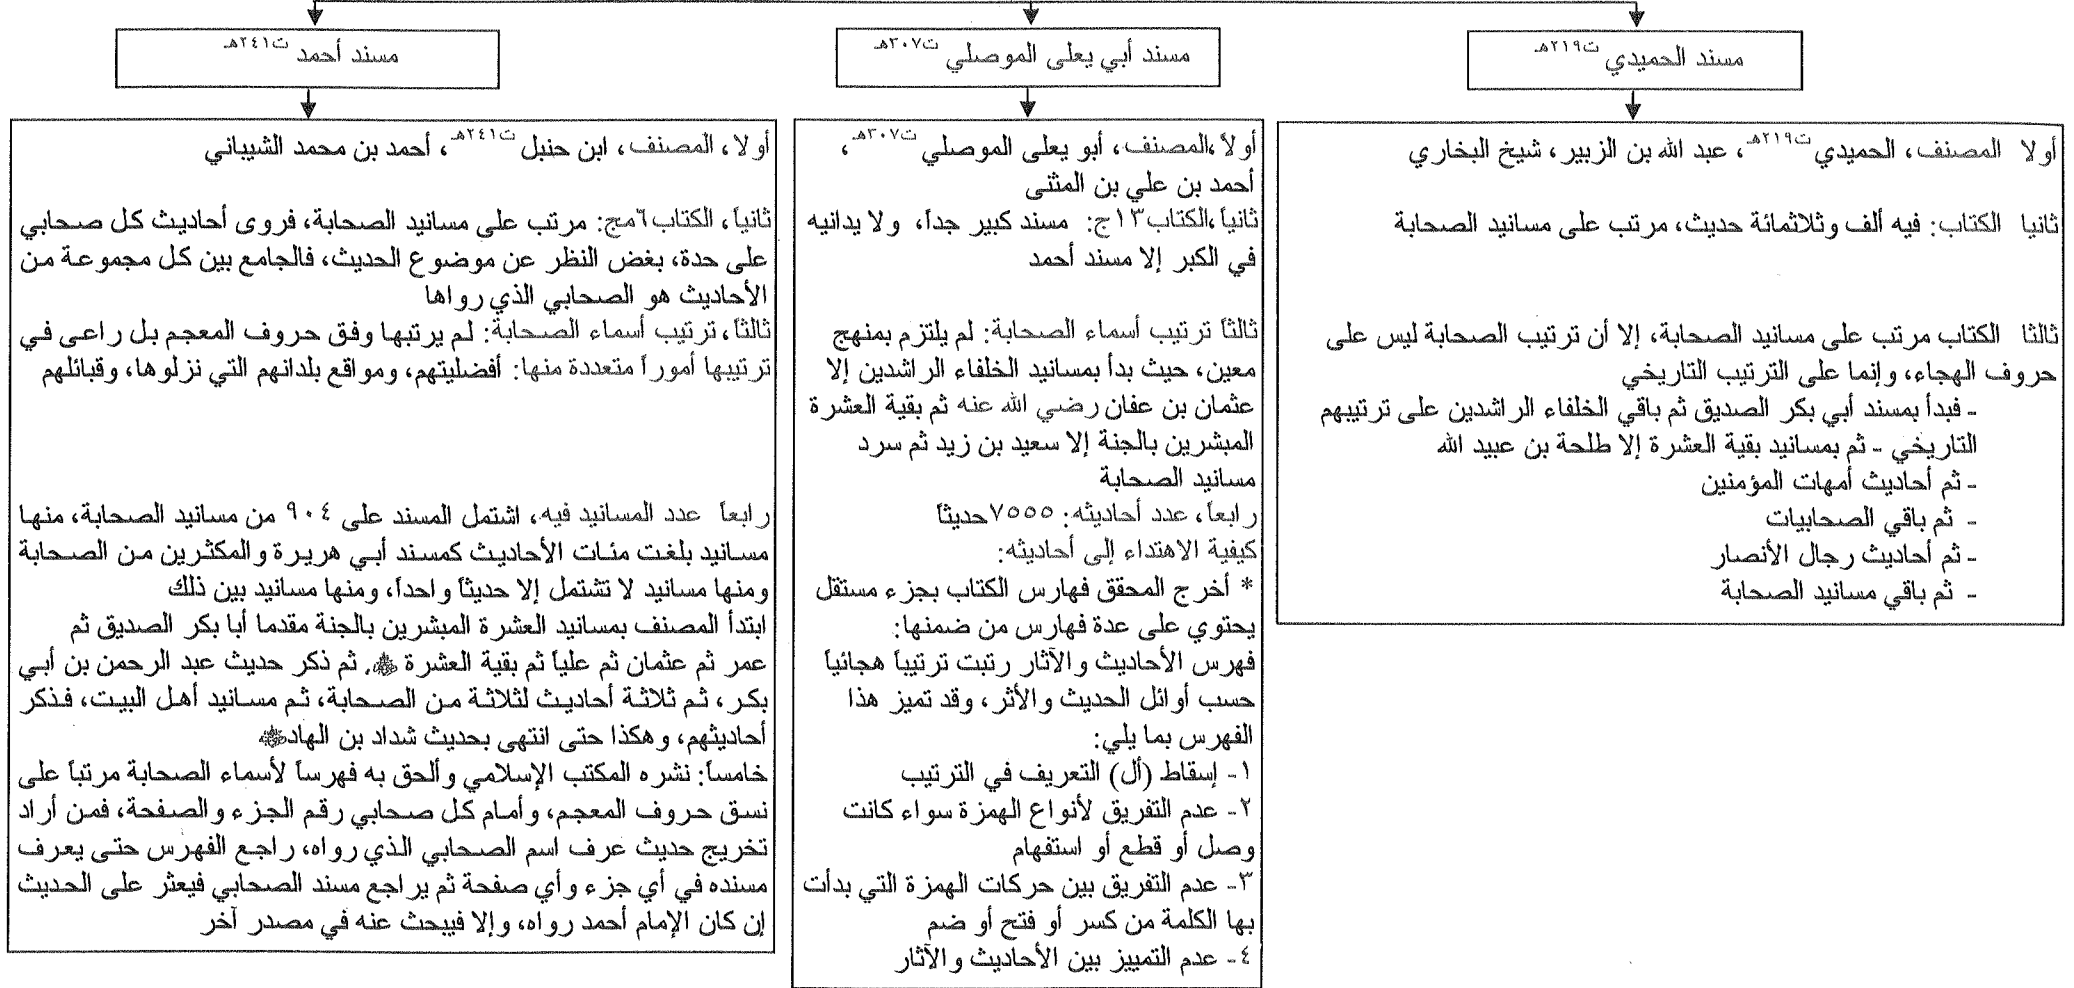 مسند الحميدي ت٢١٩هـ
أولا المصنف، الحميدي ت٢١٩هـ، عبد الله بن الزبير، شيخ البخاري
ثانيا الكتاب: فيه ألف وثلاثمائة حديث، مرتب على مسانيد الصحابة
ثالثا الكتاب مرتب على مسانيد الصحابة، إلا أن ترتيب الصحابة ليس على
حروف الهجاء، وإنما على الترتيب التاريخي
- فبدأ بمسند أبي بكر الصديق ثم باقي الخلفاء الراشدين على ترتيبهم
التاريخي - ثم بمسانيد بقية العشرة إلا طلحة بن عبيد الله
- ثم أحاديث أمهات المؤمنين
- ثم باقي الصحابيات
- ثم أحاديث رجال الأنصار
- ثم باقي مسانيد الصحابة
مسند أبي يعلى الموصلي ت٣٠٧هـ
أولاً،المصنف، أبو يعلى الموصلي ت٣٠٧هـ،
أحمد بن علي بن المثنى
ثانياً،الكتاب١٣ج: مسند كبير جداً، ولا يدانيه
في الكبر إلا مسند أحمد
ثالثاً ترتيب أسماء الصحابة: لم يلتزم بمنهج
معين، حيث بدأ بمسانيد الخلفاء الراشدين إلا
عثمان بن عفان رضي الله عنه ثم بقية العشرة
المبشرين بالجنة إلا سعيد بن زيد ثم سرد
مسانيد الصحابة
رابعاً، عدد أحاديثه: ٧٥٥٥حديثاً
كيفية الاهتداء إلى أحاديثه:
* أخرج المحقق فهارس الكتاب بجزء مستقل
يحتوي على عدة فهارس من ضمنها:
فهرس الأحاديث والآثار رتبت ترتيباً هجائياً
حسب أوائل الحديث والأثر، وقد تميز هذا
الفهرس بما يلي:
١- إسقاط (أل) التعريف في الترتيب
٢- عدم التفريق لأنواع الهمزة سواء كانت
وصل أو قطع أو استفهام
٣- عدم التفريق بين حركات الهمزة التي بدأت
بها الكلمة من كسر أو فتح أو ضم
٤- عدم التمييز بين الأحاديث والآثار
مسند أحمد ت٢٤١هـ
أولا، المصنف، ابن حنبل ت٢٤١هـ، أحمد بن محمد الشيباني
ثانياً، الكتاب٦مج: مرتب على مسانيد الصحابة، فروى أحاديث كل صحابي
على حدة، بغض النظر عن موضوع الحديث، فالجامع بين كل مجموعة من
الأحاديث هو الصحابي الذي رواها
ثالثاً، ترتيب أسماء الصحابة: لم يرتبها وفق حروف المعجم بل راعى في
ترتيبها أموراً متعددة منها: أفضليتهم، ومواقع بلدانهم التي نزلوها، وقبائلهم
رابعاً عدد المسانيد فيه، اشتمل المسند على ٩٠٤ من مسانيد الصحابة، منها
مسانيد بلغت مئات الأحاديث كمسند أبي هريرة والمكثرين من الصحابة
ومنها مسانيد لا تشتمل إلا حديثاً واحداً، ومنها مسانيد بين ذلك
ابتدأ المصنف بمسانيد العشرة المبشرين بالجنة مقدما أبا بكر الصديق ثم
عمر ثم عثمان ثم علياً ثم بقية العشرة ﷺ. ثم ذكر حديث عبد الرحمن بن أبي
بكر، ثم ثلاثة أحاديث لثلاثة من الصحابة، ثم مسانيد أهل البيت، فذكر
أحاديثهم، وهكذا حتى انتهى بحديث شداد بن الهاد
خامساً: نشره المكتب الإسلامي وألحق به فهرساً لأسماء الصحابة مرتباً على
نسق حروف المعجم، وأمام كل صحابي رقم الجزء والصفحة، فمن أراد
تخريج حديث عرف اسم الصحابي الذي رواه، راجع الفهرس حتى يعرف
مسنده في أي جزء وأي صفحة ثم يراجع مسند الصحابي فيعثر على الحديث
إن كان الإمام أحمد رواه، وإلا فيبحث عنه في مصدر آخر